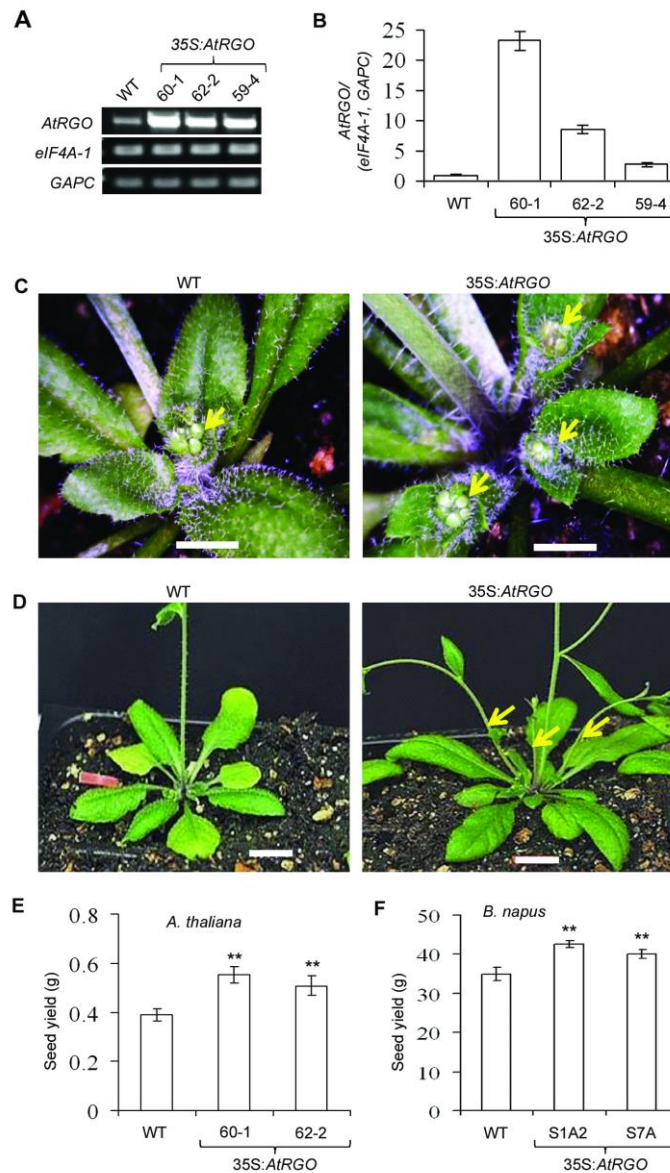 A
35S:AtRGO
WT 60-1 62-2 59-4
AtRGO
eIF4A-1
GAPC
B
AtRGO/
(eIF4A-1, GAPC)
25
20
15
10
5
0
WT 60-1 62-2 59-4
35S:AtRGO
C
WT 35S:AtRGO
D
WT 35S:AtRGO
E
A. thaliana
Seed yield (g)
0.8
0.6
0.4
0.2
0
** **
WT 60-1 62-2
35S:AtRGO
F
B. napus
Seed yield (g)
50
40
30
20
10
0
** **
WT S1A2 S7A
35S:AtRGO